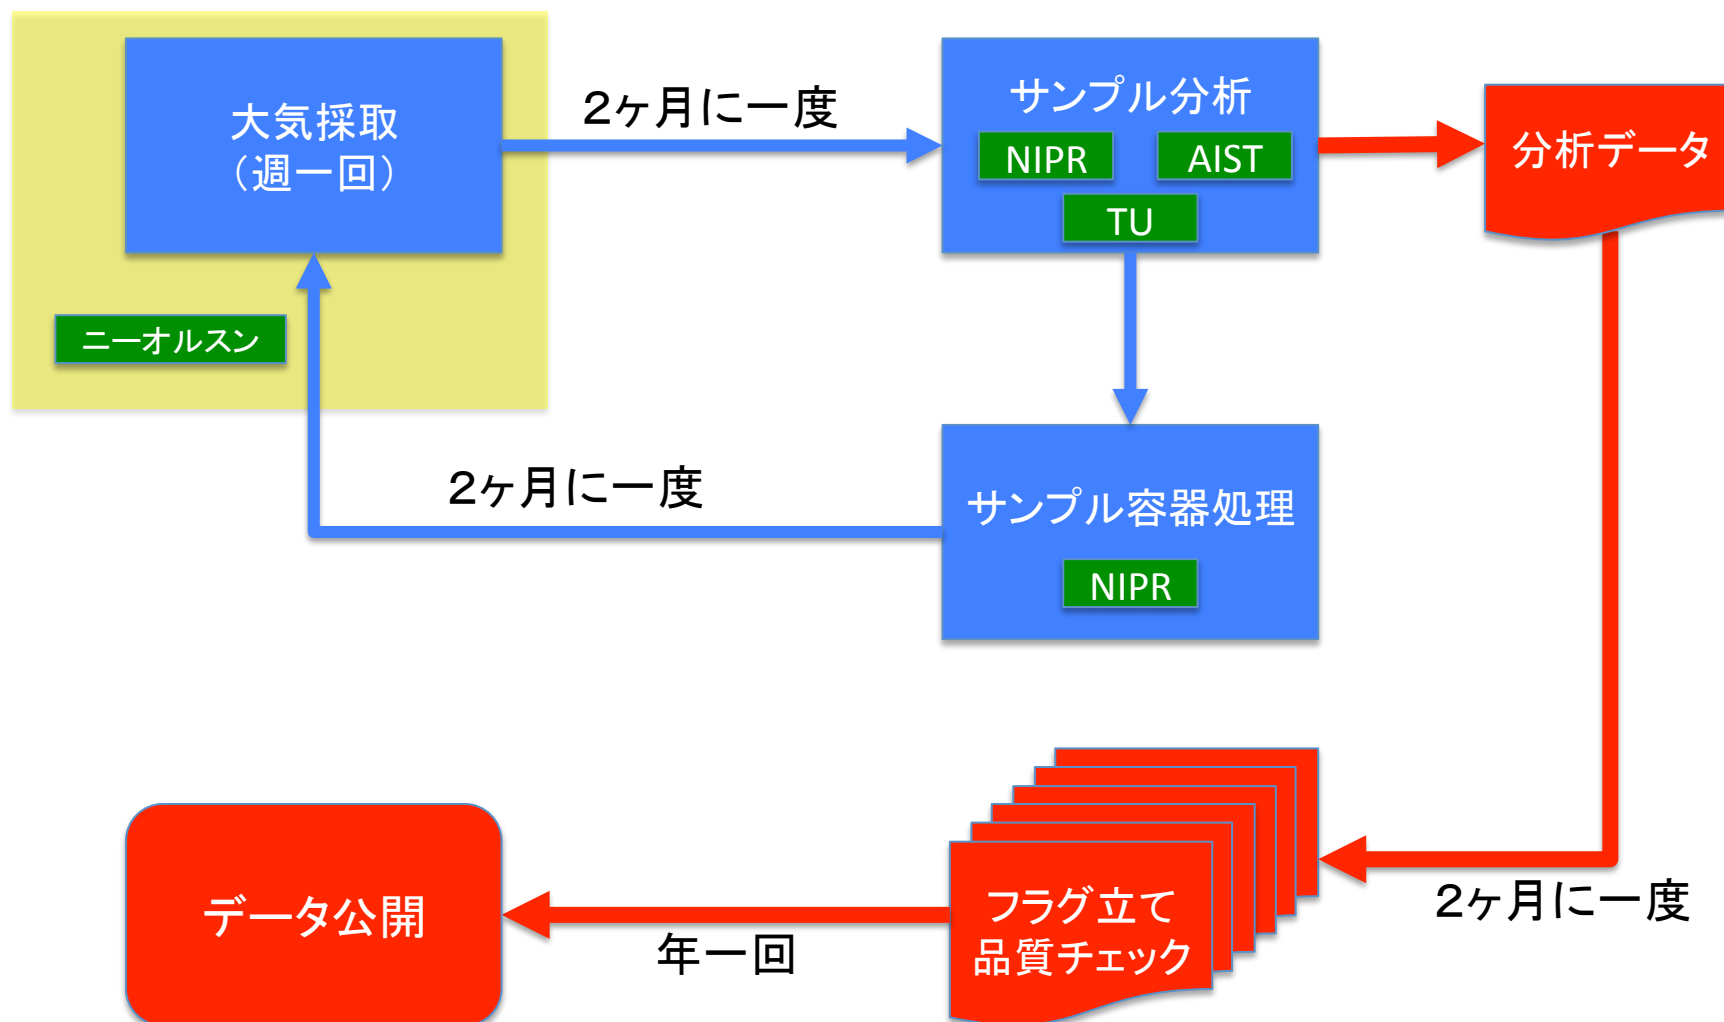 大気採取
（週一回）
2ヶ月に一度
サンプル分析
NIPR
AIST
TU
分析データ
ニーオルスン
2ヶ月に一度
サンプル容器処理
NIPR
2ヶ月に一度
フラグ立て
品質チェック
年一回
データ公開